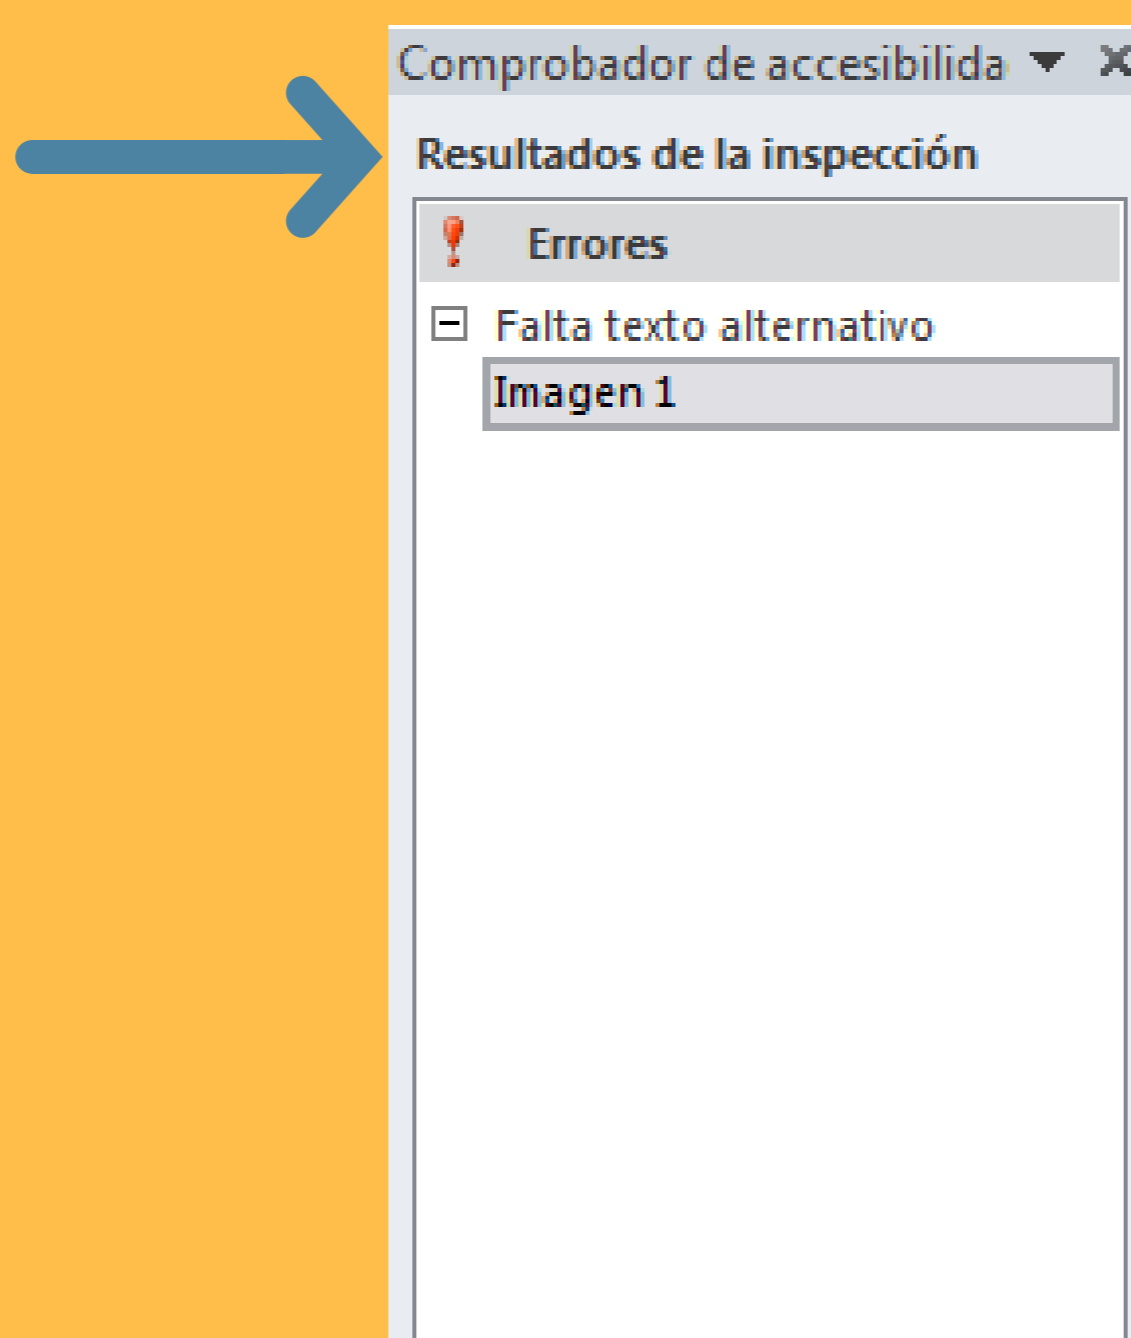 Comprobador de accesibilida
Resultados de la inspección
Errores
Falta texto alternativo
Imagen 1